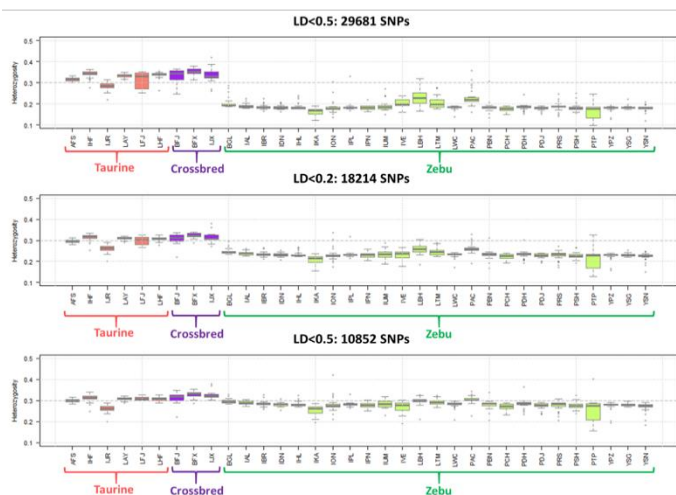 LD<0.5: 29681 SNPs
Heterozygosity
0.5
0.4
0.3
0.2
0.1
AFS IHF IJR LAY LFJ LHF BFJ BFX IJX BGL IAL IBR IDN IHL IKA ION IPL IPN IUM IVE LBH LTM LWC PAC PBN PCH PDH PDJ PRS PSH PTP YPZ YSG YSN
Taurine Crossbred Zebu
LD<0.2: 18214 SNPs
Heterozygosity
0.5
0.4
0.3
0.2
0.1
AFS IHF IJR LAY LFJ LHF BFJ BFX IJX BGL IAL IBR IDN IHL IKA ION IPL IPN IUM IVE LBH LTM LWC PAC PBN PCH PDH PDJ PRS PSH PTP YPZ YSG YSN
Taurine Crossbred Zebu
LD<0.5: 10852 SNPs
Heterozygosity
0.5
0.4
0.3
0.2
0.1
AFS IHF IJR LAY LFJ LHF BFJ BFX IJX BGL IAL IBR IDN IHL IKA ION IPL IPN IUM IVE LBH LTM LWC PAC PBN PCH PDH PDJ PRS PSH PTP YPZ YSG YSN
Taurine Crossbred Zebu